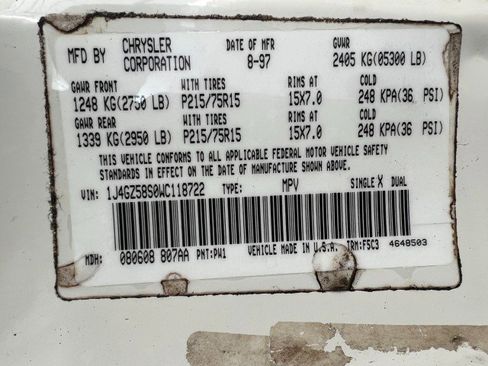 MFD BY CHRYSLER CORPORATION DATE OF MFR 8-97 GVWR 2405 KG(05300 LB)
GAWR FRONT WITH TIRES RIMS AT COLD
1248 KG(2750 LB) P215/75R15 15X7.0 248 KPA(36 PSI)
GAWR REAR WITH TIRES RIMS AT COLD
1339 KG(2950 LB) P215/75R15 15X7.0 248 KPA(36 PSI)
THIS VEHICLE CONFORMS TO ALL APPLICABLE FEDERAL MOTOR VEHICLE SAFETY
STANDARDS IN EFFECT ON THE DATE OF MANUFACTURE SHOWN ABOVE.
VIN: 1J4GZ58S0WC118722 TYPE: MPV SINGLE X DUAL
MDH: 080608 807AA PNT:PW1 VEHICLE MADE IN U.S.A. TRM:F5C3 4648503